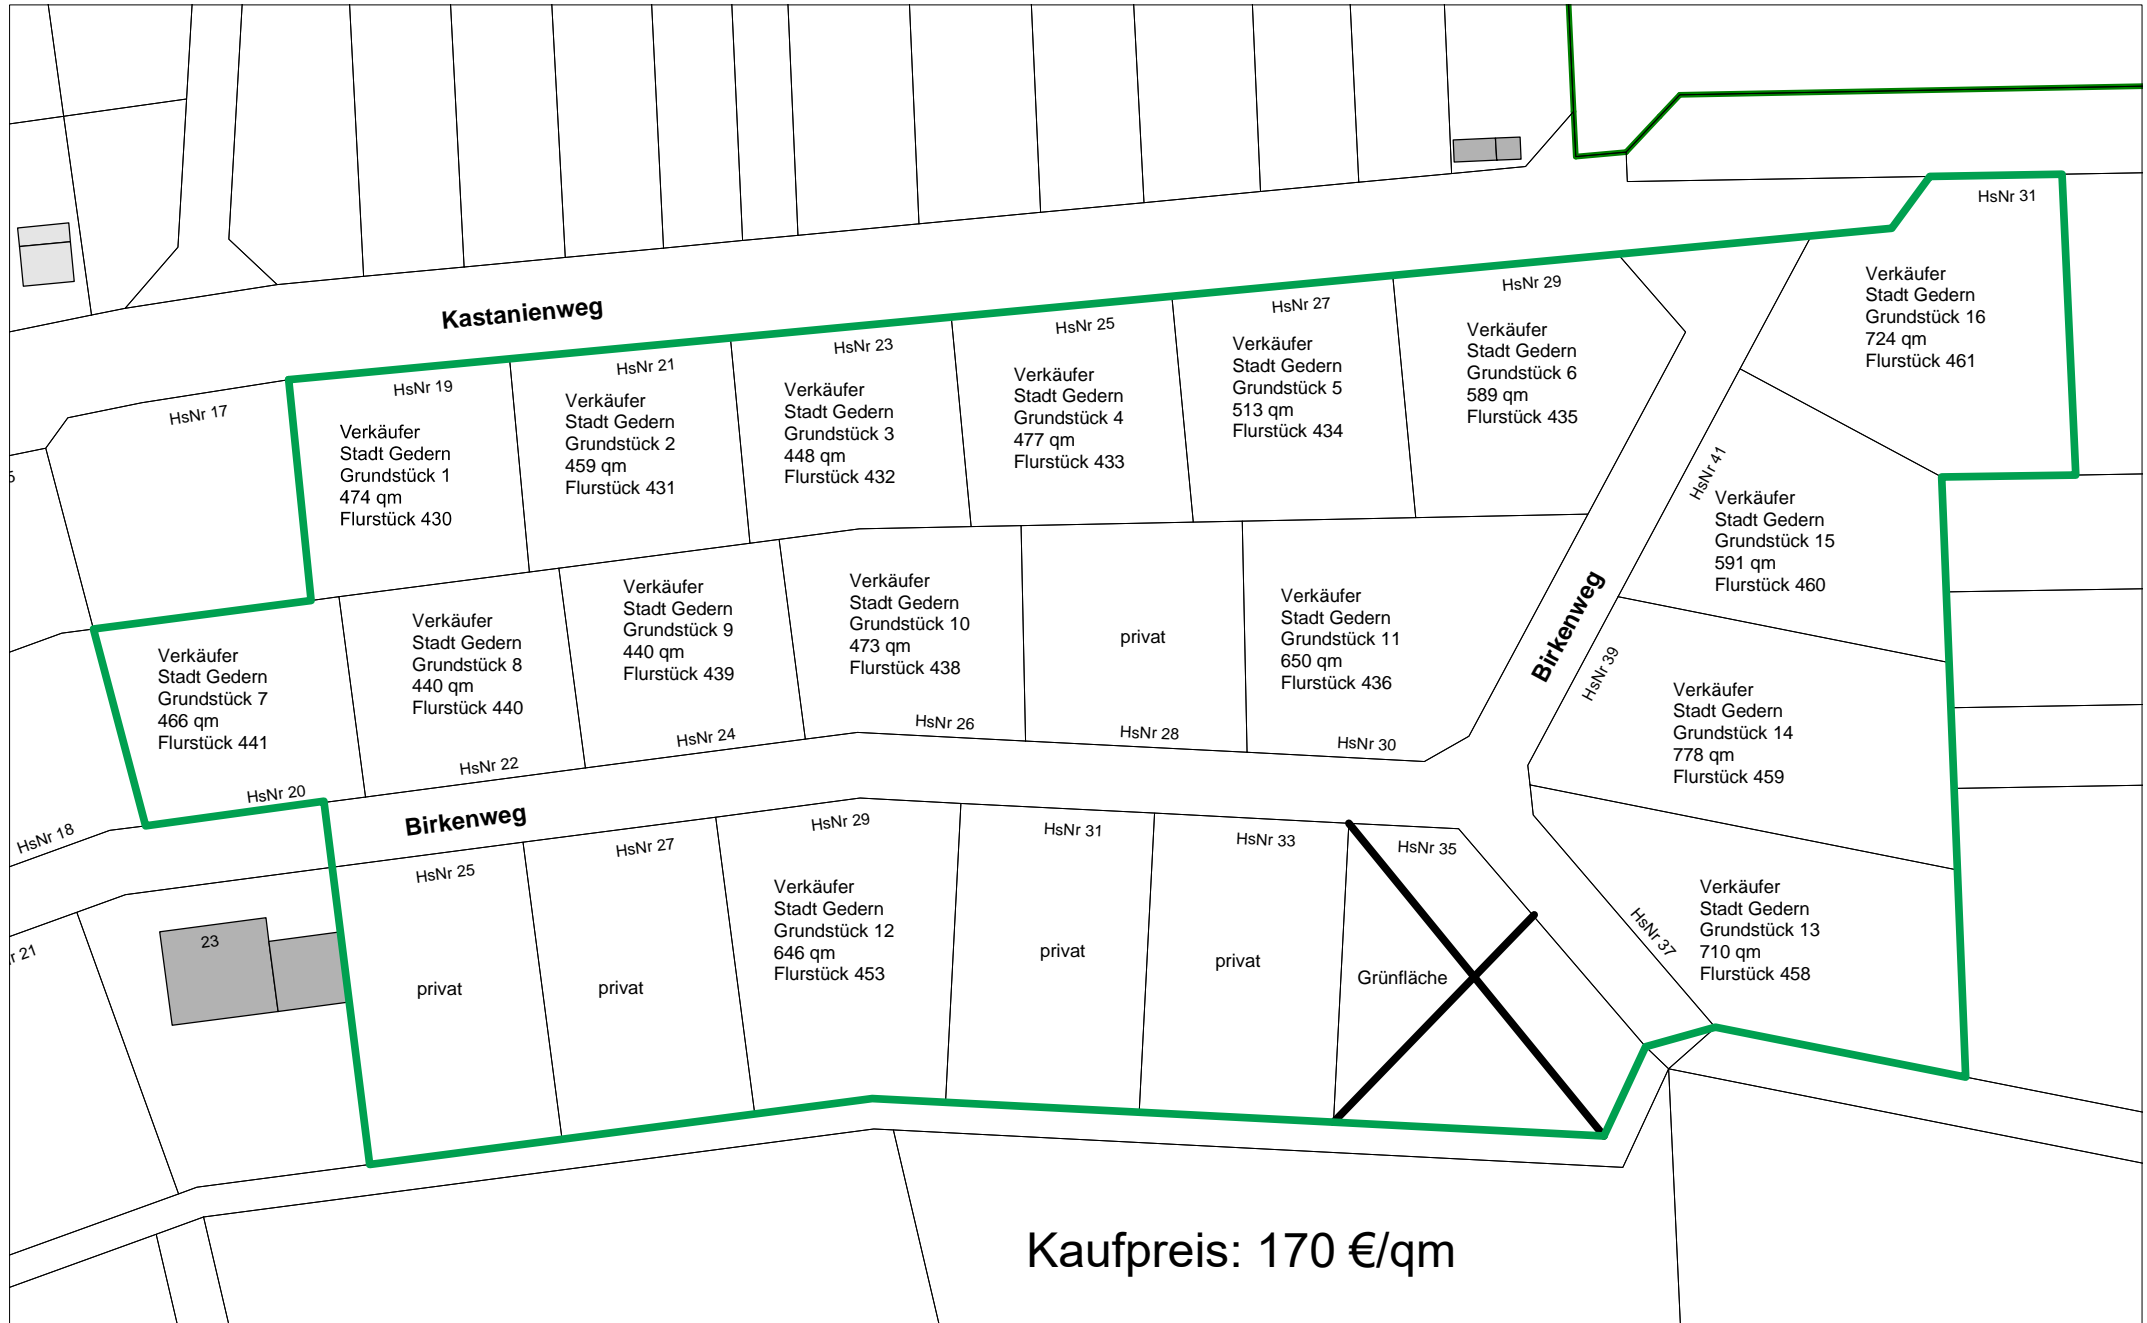 HsNr 31
Verkäufer
Stadt Gedern
Grundstück 16
724 qm
Flurstück 461
Kastanienweg
HsNr 17
HsNr 19
Verkäufer
Stadt Gedern
Grundstück 1
474 qm
Flurstück 430
HsNr 21
Verkäufer
Stadt Gedern
Grundstück 2
459 qm
Flurstück 431
HsNr 23
Verkäufer
Stadt Gedern
Grundstück 3
448 qm
Flurstück 432
HsNr 25
Verkäufer
Stadt Gedern
Grundstück 4
477 qm
Flurstück 433
HsNr 27
Verkäufer
Stadt Gedern
Grundstück 5
513 qm
Flurstück 434
HsNr 29
Verkäufer
Stadt Gedern
Grundstück 6
589 qm
Flurstück 435
HsNr 41
Verkäufer
Stadt Gedern
Grundstück 15
591 qm
Flurstück 460
Verkäufer
Stadt Gedern
Grundstück 7
466 qm
Flurstück 441
HsNr 20
Verkäufer
Stadt Gedern
Grundstück 8
440 qm
Flurstück 440
HsNr 22
Verkäufer
Stadt Gedern
Grundstück 9
440 qm
Flurstück 439
HsNr 24
Verkäufer
Stadt Gedern
Grundstück 10
473 qm
Flurstück 438
HsNr 26
privat
HsNr 28
Verkäufer
Stadt Gedern
Grundstück 11
650 qm
Flurstück 436
HsNr 30
Birkenweg
HsNr 39
Verkäufer
Stadt Gedern
Grundstück 14
778 qm
Flurstück 459
HsNr 18
Birkenweg
r 21
23
HsNr 25
privat
HsNr 27
privat
HsNr 29
Verkäufer
Stadt Gedern
Grundstück 12
646 qm
Flurstück 453
HsNr 31
privat
HsNr 33
privat
HsNr 35
Grünfläche
HsNr 37
Verkäufer
Stadt Gedern
Grundstück 13
710 qm
Flurstück 458
Kaufpreis: 170 €/qm